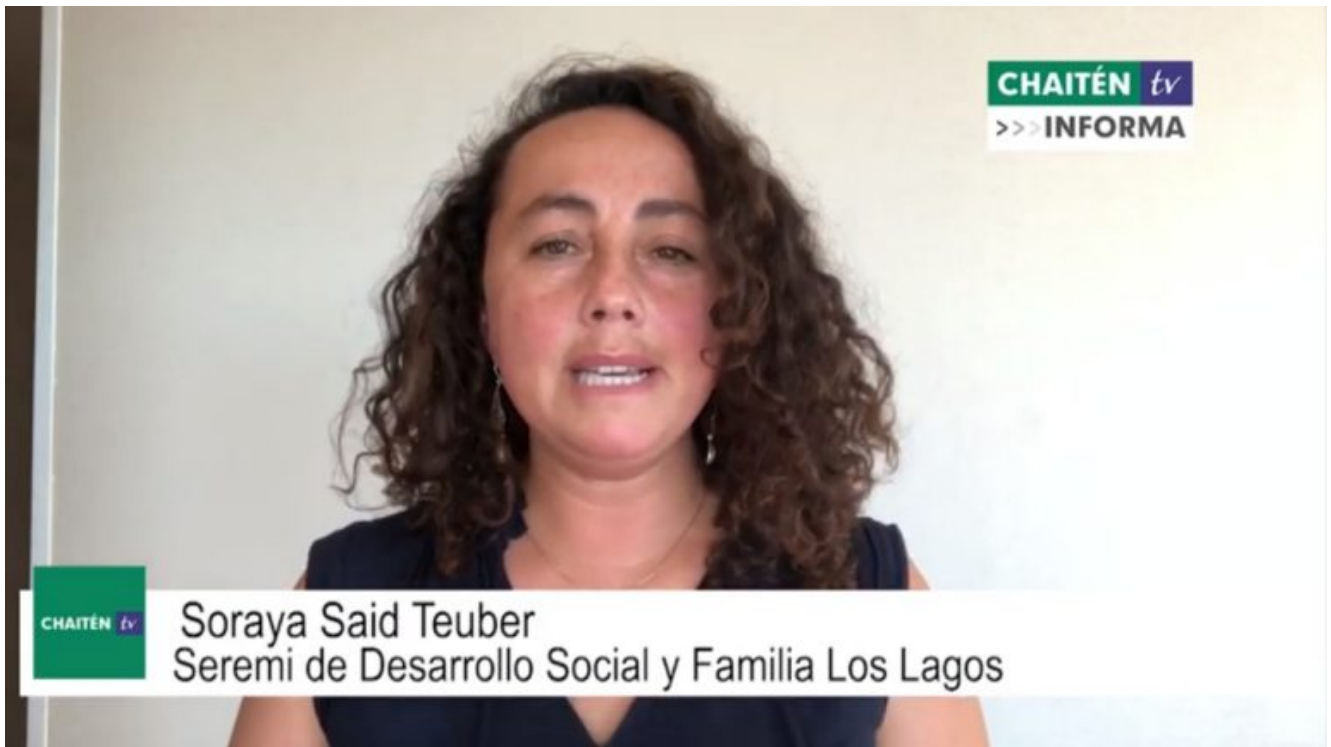 CHAITÉN tv
>>>INFORMA
CHAITÉN tv
Soraya Said Teuber
Seremi de Desarrollo Social y Familia Los Lagos